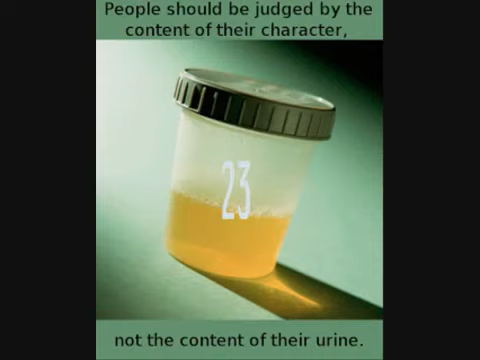 People should be judged by the
content of their character,
23
not the content of their urine.